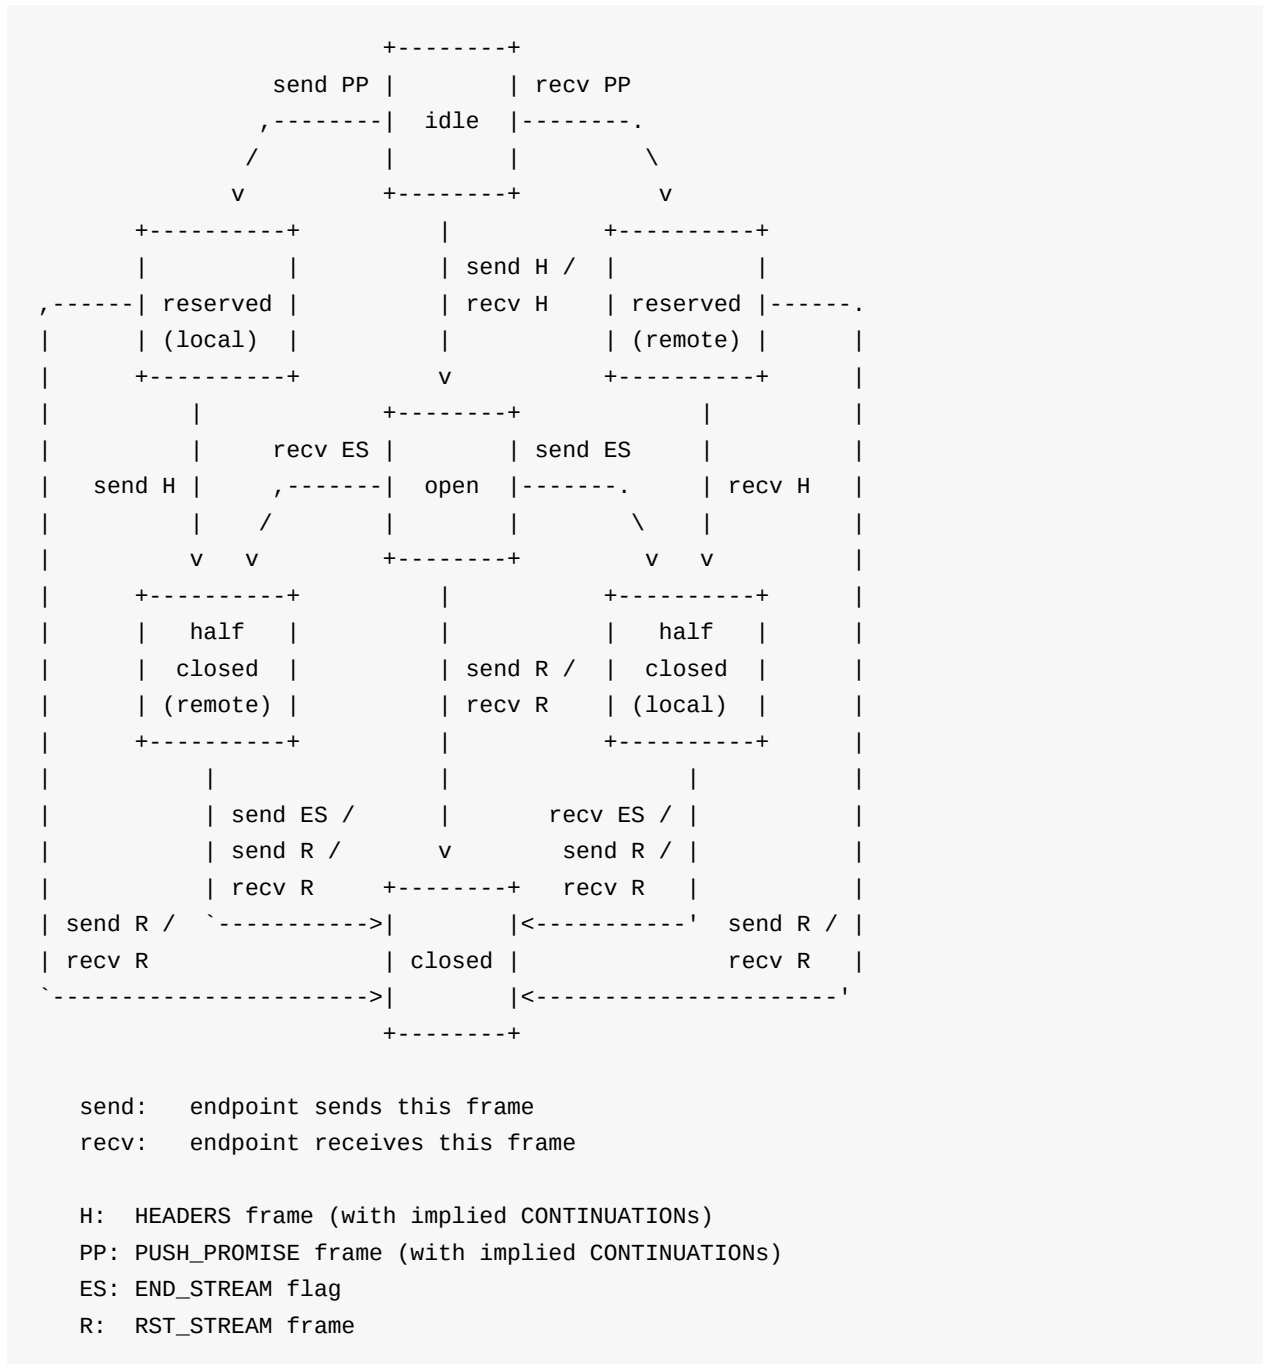 +--------+
                 send PP |        | recv PP
                ,--------|  idle  |--------.
               /         |        |         \
              v          +--------+          v
       +----------+          |           +----------+
       |          |          | send H /  |          |
,------| reserved |          | recv H    | reserved |------.
|      | (local)  |          |           | (remote) |      |
|      +----------+          v           +----------+      |
|          |             +--------+             |          |
|          |     recv ES |        | send ES     |          |
|   send H |     ,-------|  open  |-------.     | recv H   |
|          |    /        |        |        \    |          |
|          v   v         +--------+         v   v          |
|      +----------+          |           +----------+      |
|      |   half   |          |           |   half   |      |
|      |  closed  |          | send R /  |  closed  |      |
|      | (remote) |          | recv R    | (local)  |      |
|      +----------+          |           +----------+      |
|           |                |                 |           |
|           | send ES /      |       recv ES / |           |
|           | send R /       v        send R / |           |
|           | recv R     +--------+   recv R   |           |
| send R /  `----------->|        |<-----------'  send R / |
| recv R                 | closed |               recv R   |
`----------------------->|        |<----------------------'
                         +--------+

   send:   endpoint sends this frame
   recv:   endpoint receives this frame

   H:  HEADERS frame (with implied CONTINUATIONs)
   PP: PUSH_PROMISE frame (with implied CONTINUATIONs)
   ES: END_STREAM flag
   R:  RST_STREAM frame